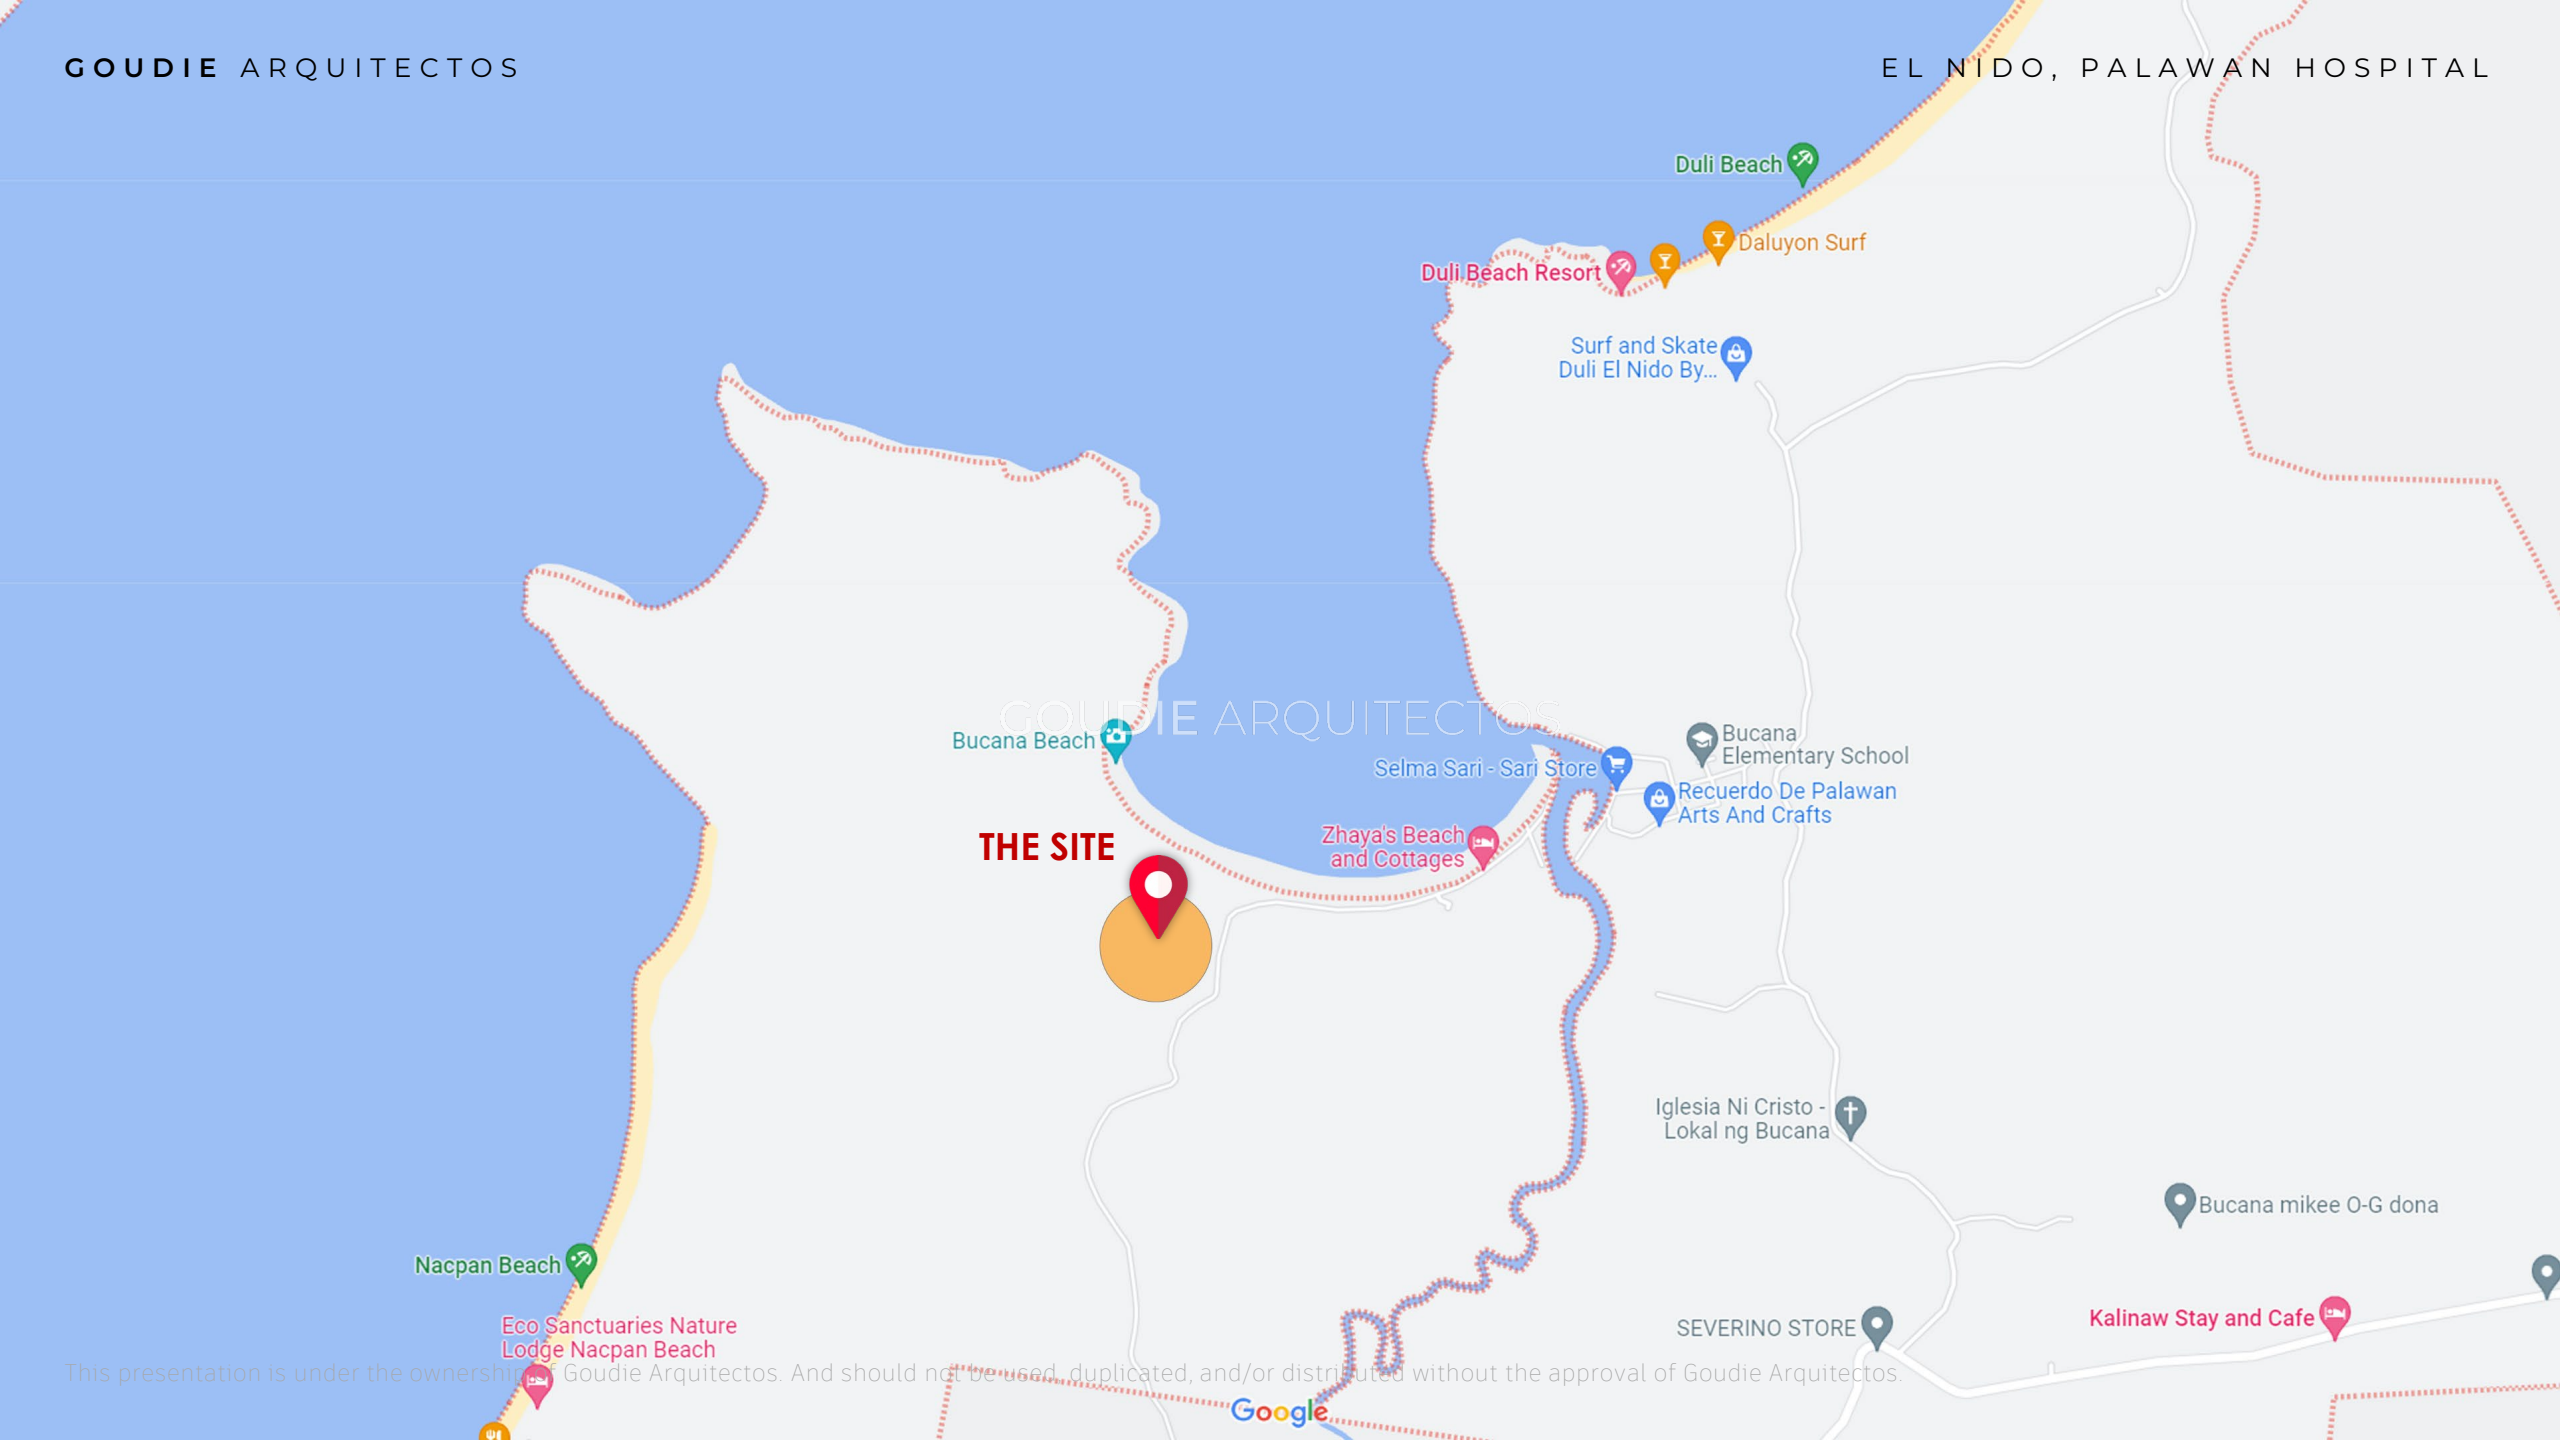 GOUDIE ARQUITECTOS
EL NIDO, PALAWAN HOSPITAL
Duli Beach
Daluyon Surf
Duli Beach Resort
Surf and Skate
Duli El Nido By...
GOUDIE ARQUITECTOS
Bucana Beach
Bucana
Elementary School
Selma Sari - Sari Store
Recuerdo De Palawan
Arts And Crafts
THE SITE
Zhaya's Beach
and Cottages
Iglesia Ni Cristo -
Lokal ng Bucana
Bucana mikee O-G dona
Nacpan Beach
Eco Sanctuaries Nature
Lodge Nacpan Beach
SEVERINO STORE
Kalinaw Stay and Cafe
This presentation is under the ownership of Goudie Arquitectos. And should not be used, duplicated, and/or distributed without the approval of Goudie Arquitectos.
Google